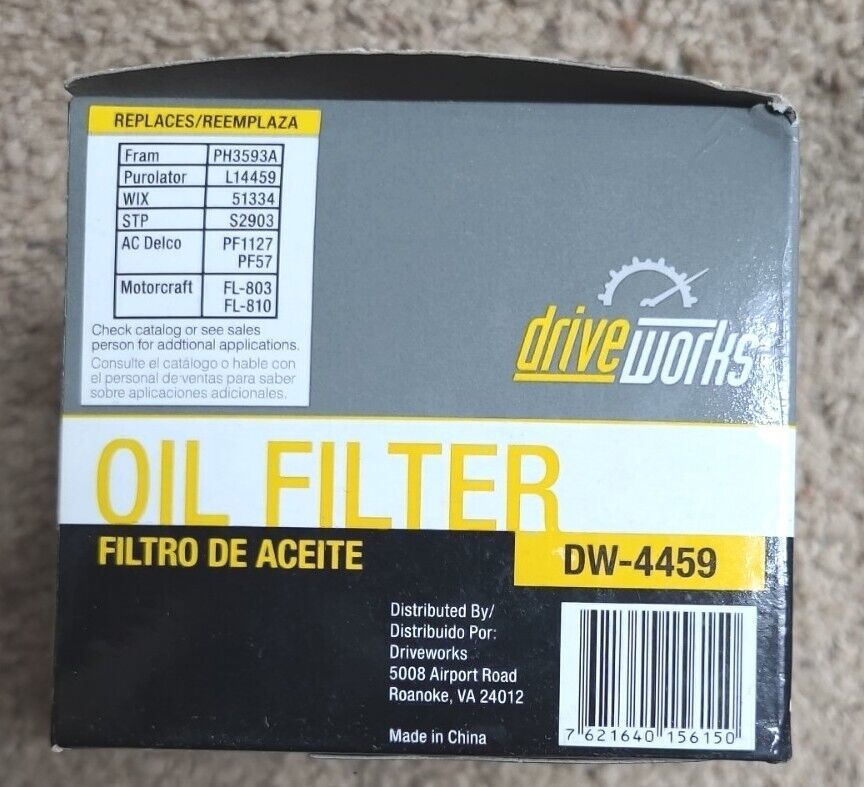 REPLACES/REEMPLAZA
Fram PH3593A
Purolator L14459
WIX 51334
STP S2903
AC Delco PF1127
PF57
Motorcraft FL-803
FL-810
Check catalog or see sales
person for addtional applications.
Consulte el catálogo o hable con
el personal de ventas para saber
sobre aplicaciones adicionales.
driveworks
OIL FILTER
FILTRO DE ACEITE
DW-4459
Distributed By/
Distribuido Por:
Driveworks
5008 Airport Road
Roanoke, VA 24012
Made in China
7 621640 156150